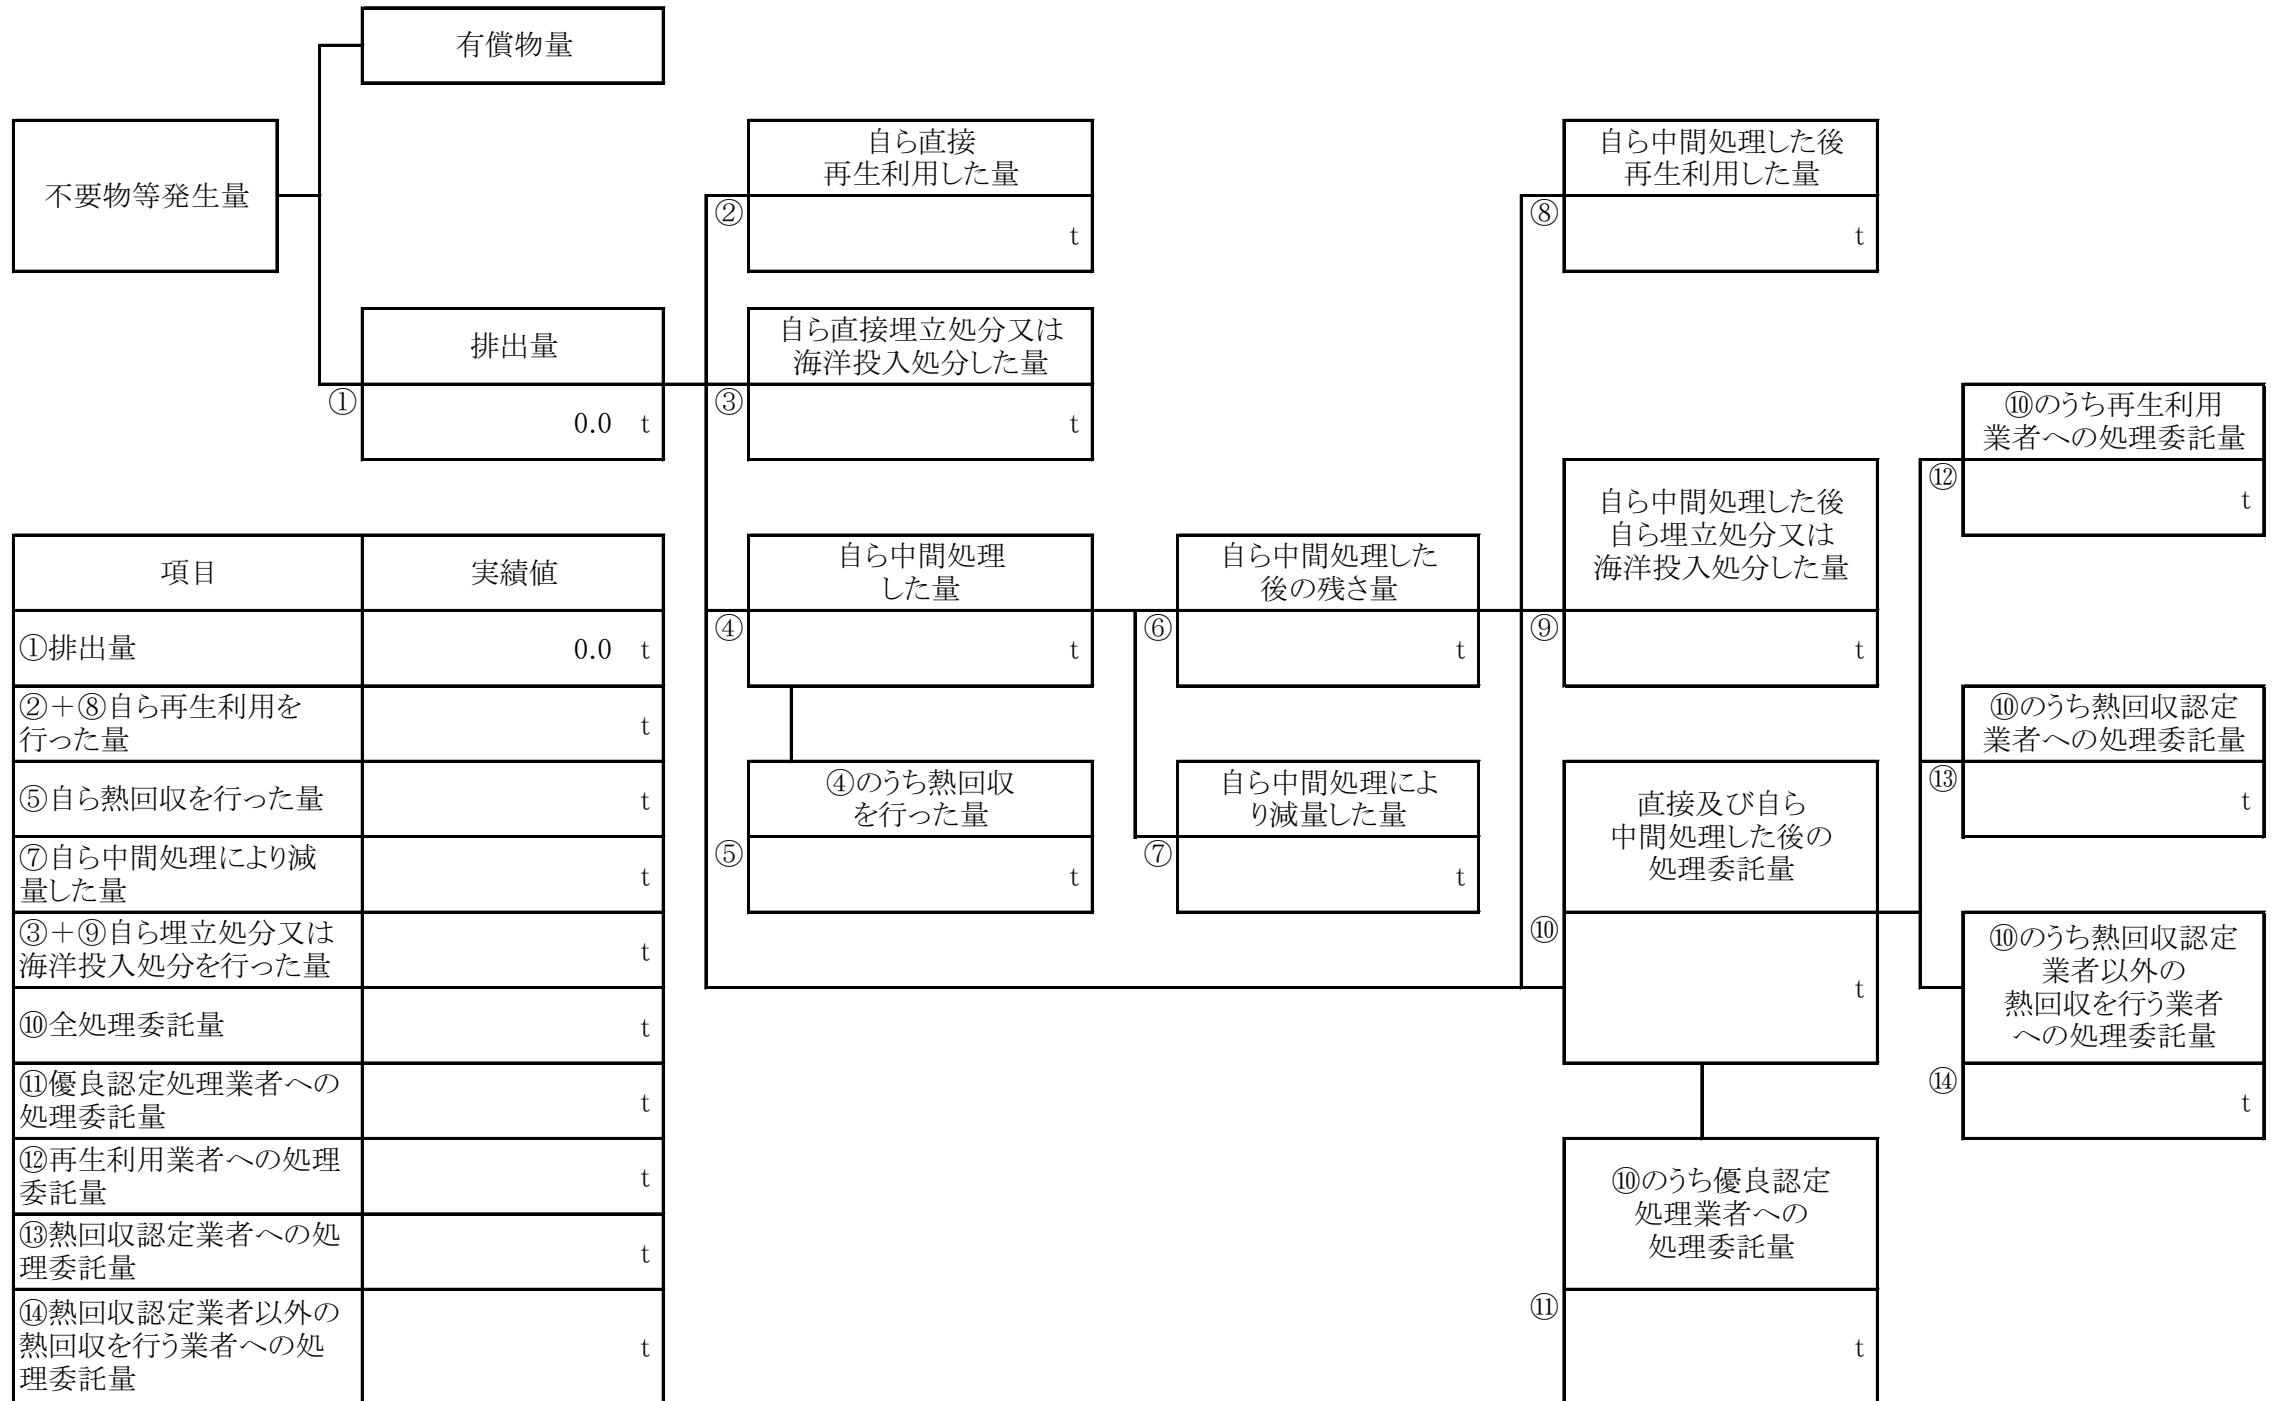 有償物量
不要物等発生量
排出量
①
0.0 t
自ら直接
再生利用した量
②
t
自ら直接埋立処分又は
海洋投入処分した量
③
t
自ら中間処理
した量
④
t
④のうち熱回収
を行った量
⑤
t
自ら中間処理した
後の残さ量
⑥
t
自ら中間処理によ
り減量した量
⑦
t
自ら中間処理した後
再生利用した量
⑧
t
自ら中間処理した後
自ら埋立処分又は
海洋投入処分した量
⑨
t
直接及び自ら
中間処理した後の
処理委託量
⑩
t
⑩のうち優良認定
処理業者への
処理委託量
⑪
t
⑩のうち再生利用
業者への処理委託量
⑫
t
⑩のうち熱回収認定
業者への処理委託量
⑬
t
⑩のうち熱回収認定
業者以外の
熱回収を行う業者
への処理委託量
⑭
t
項目 実績値
①排出量 0.0 t
②＋⑧自ら再生利用を
行った量
t
⑤自ら熱回収を行った量 t
⑦自ら中間処理により減
量した量
t
③＋⑨自ら埋立処分又は
海洋投入処分を行った量
t
⑩全処理委託量 t
⑪優良認定処理業者への
処理委託量
t
⑫再生利用業者への処理
委託量
t
⑬熱回収認定業者への処
理委託量
t
⑭熱回収認定業者以外の
熱回収を行う業者への処
理委託量
t